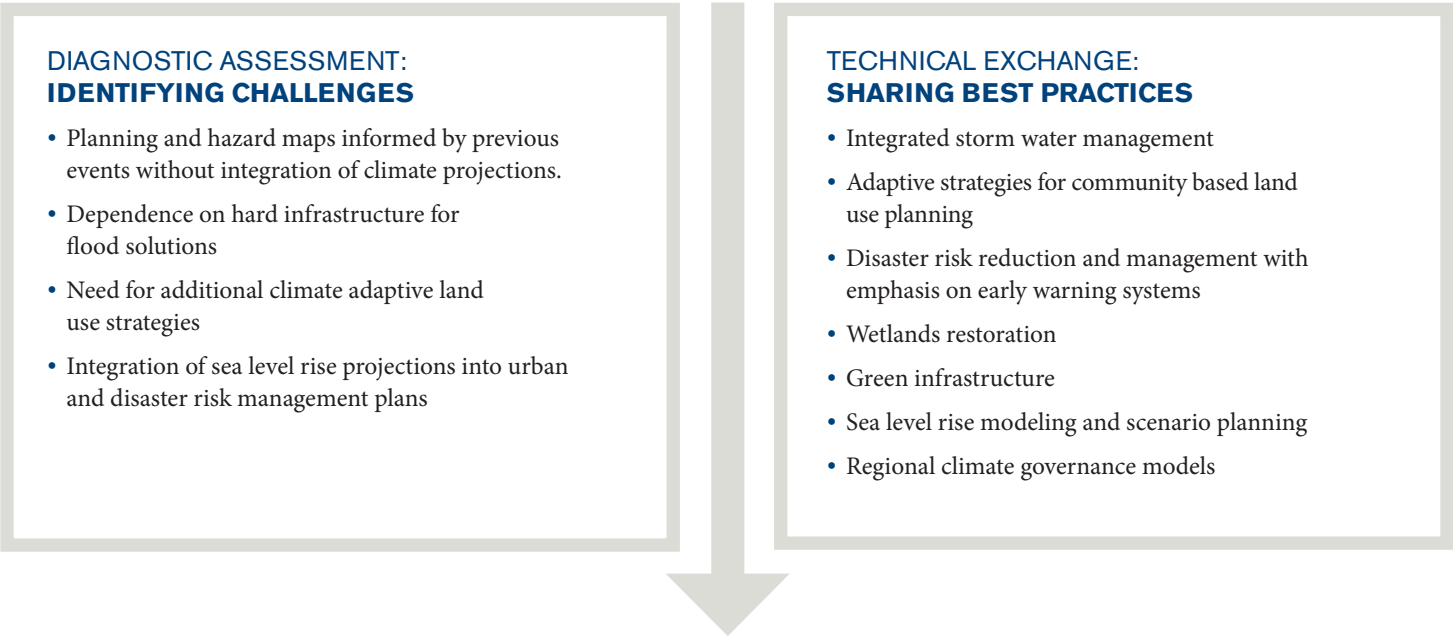 DIAGNOSTIC ASSESSMENT:
IDENTIFYING CHALLENGES
• Planning and hazard maps informed by previous
events without integration of climate projections.
• Dependence on hard infrastructure for
flood solutions
• Need for additional climate adaptive land
use strategies
• Integration of sea level rise projections into urban
and disaster risk management plans
TECHNICAL EXCHANGE:
SHARING BEST PRACTICES
• Integrated storm water management
• Adaptive strategies for community based land
use planning
• Disaster risk reduction and management with
emphasis on early warning systems
• Wetlands restoration
• Green infrastructure
• Sea level rise modeling and scenario planning
• Regional climate governance models